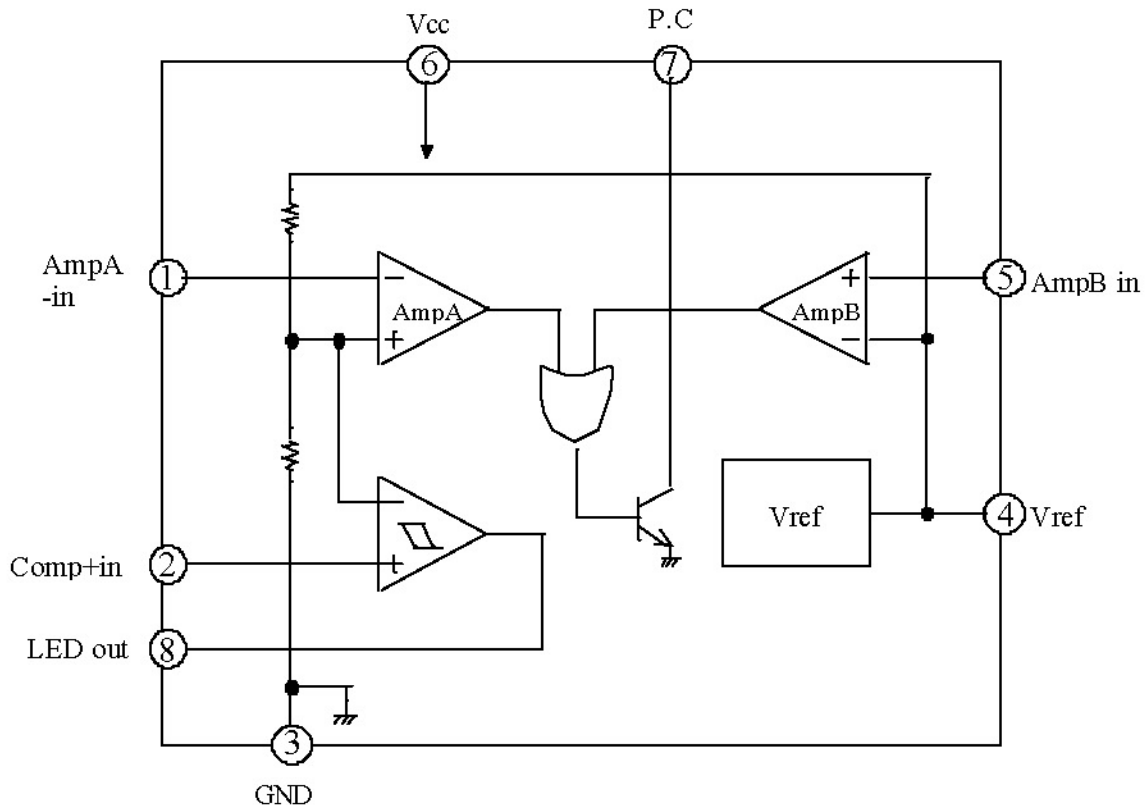 Vcc
P.C
6
7
AmpA
-in
1
−
AmpA
+
+
AmpB
−
5
AmpB in
Vref
4
Vref
−
+
Comp+in
2
LED out
8
3
GND